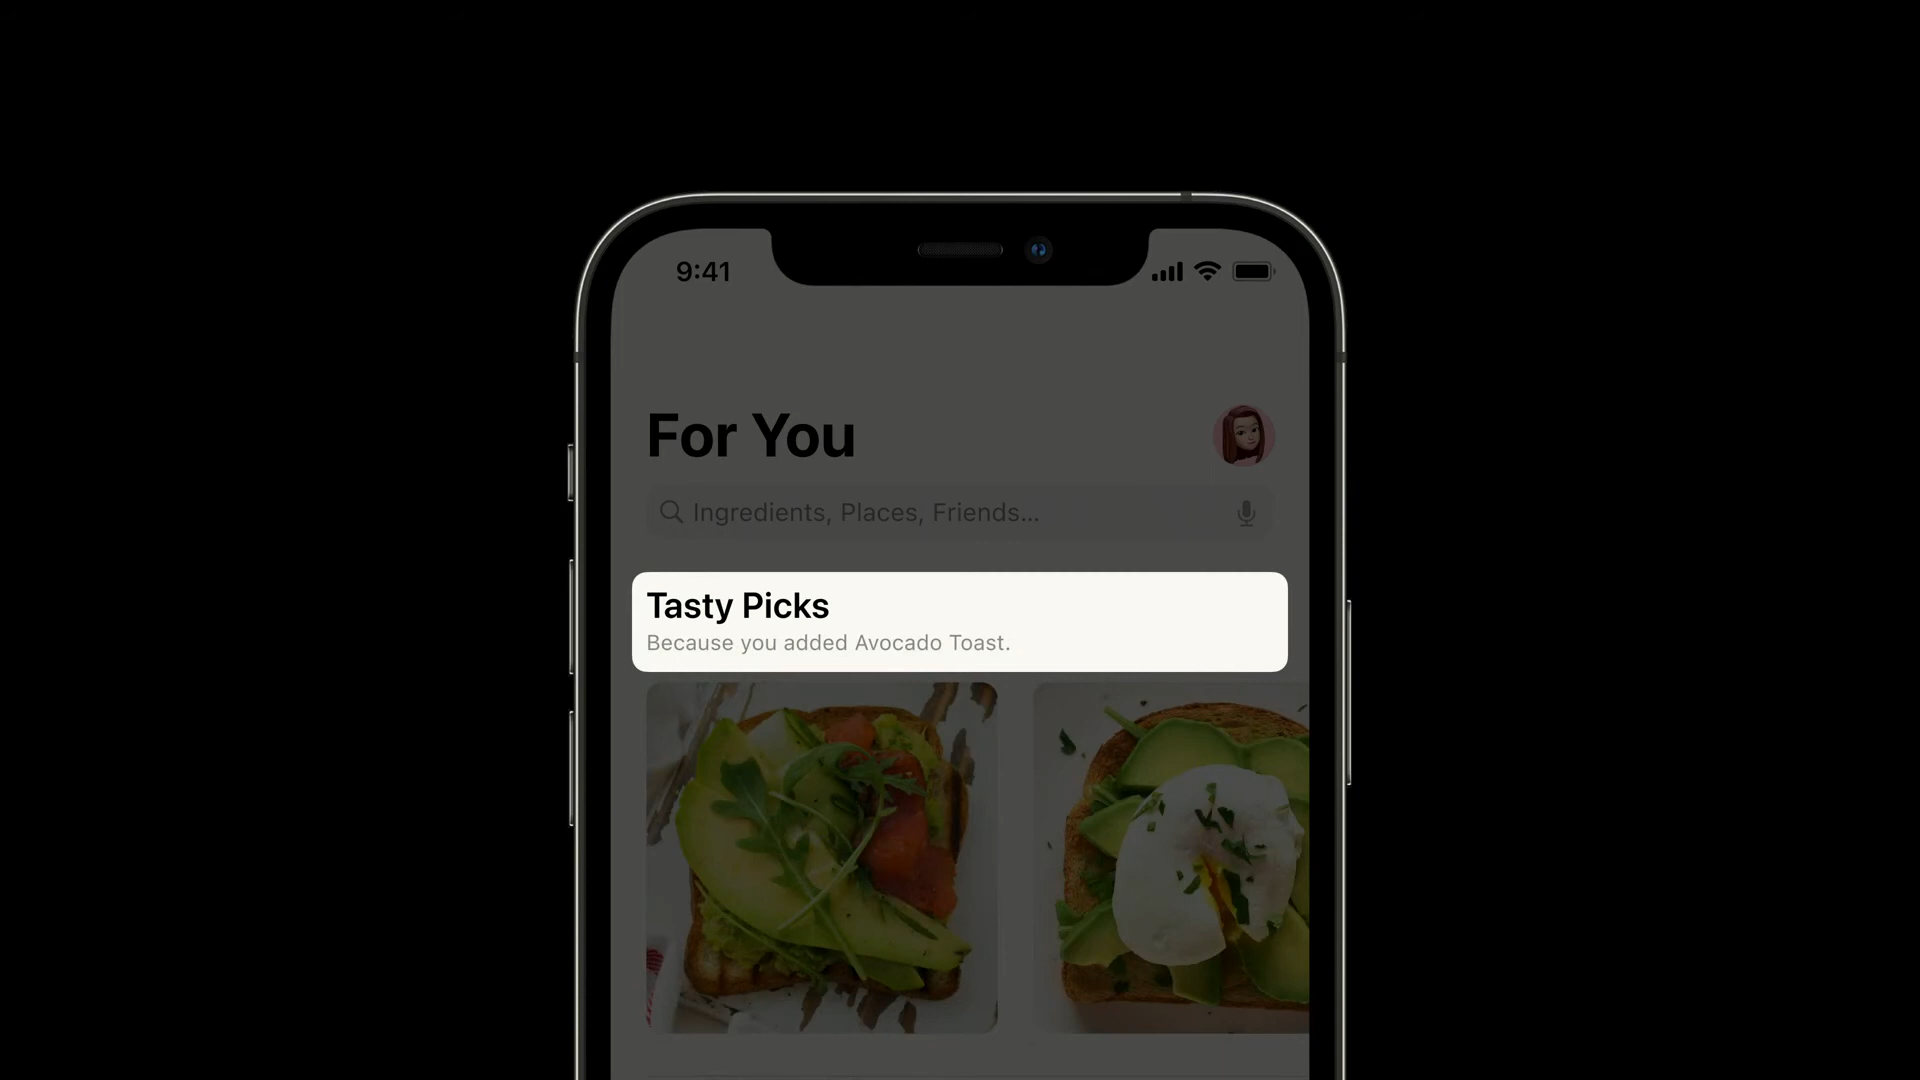 9:41
For You
Ingredients, Places, Friends...
Tasty Picks
Because you added Avocado Toast.